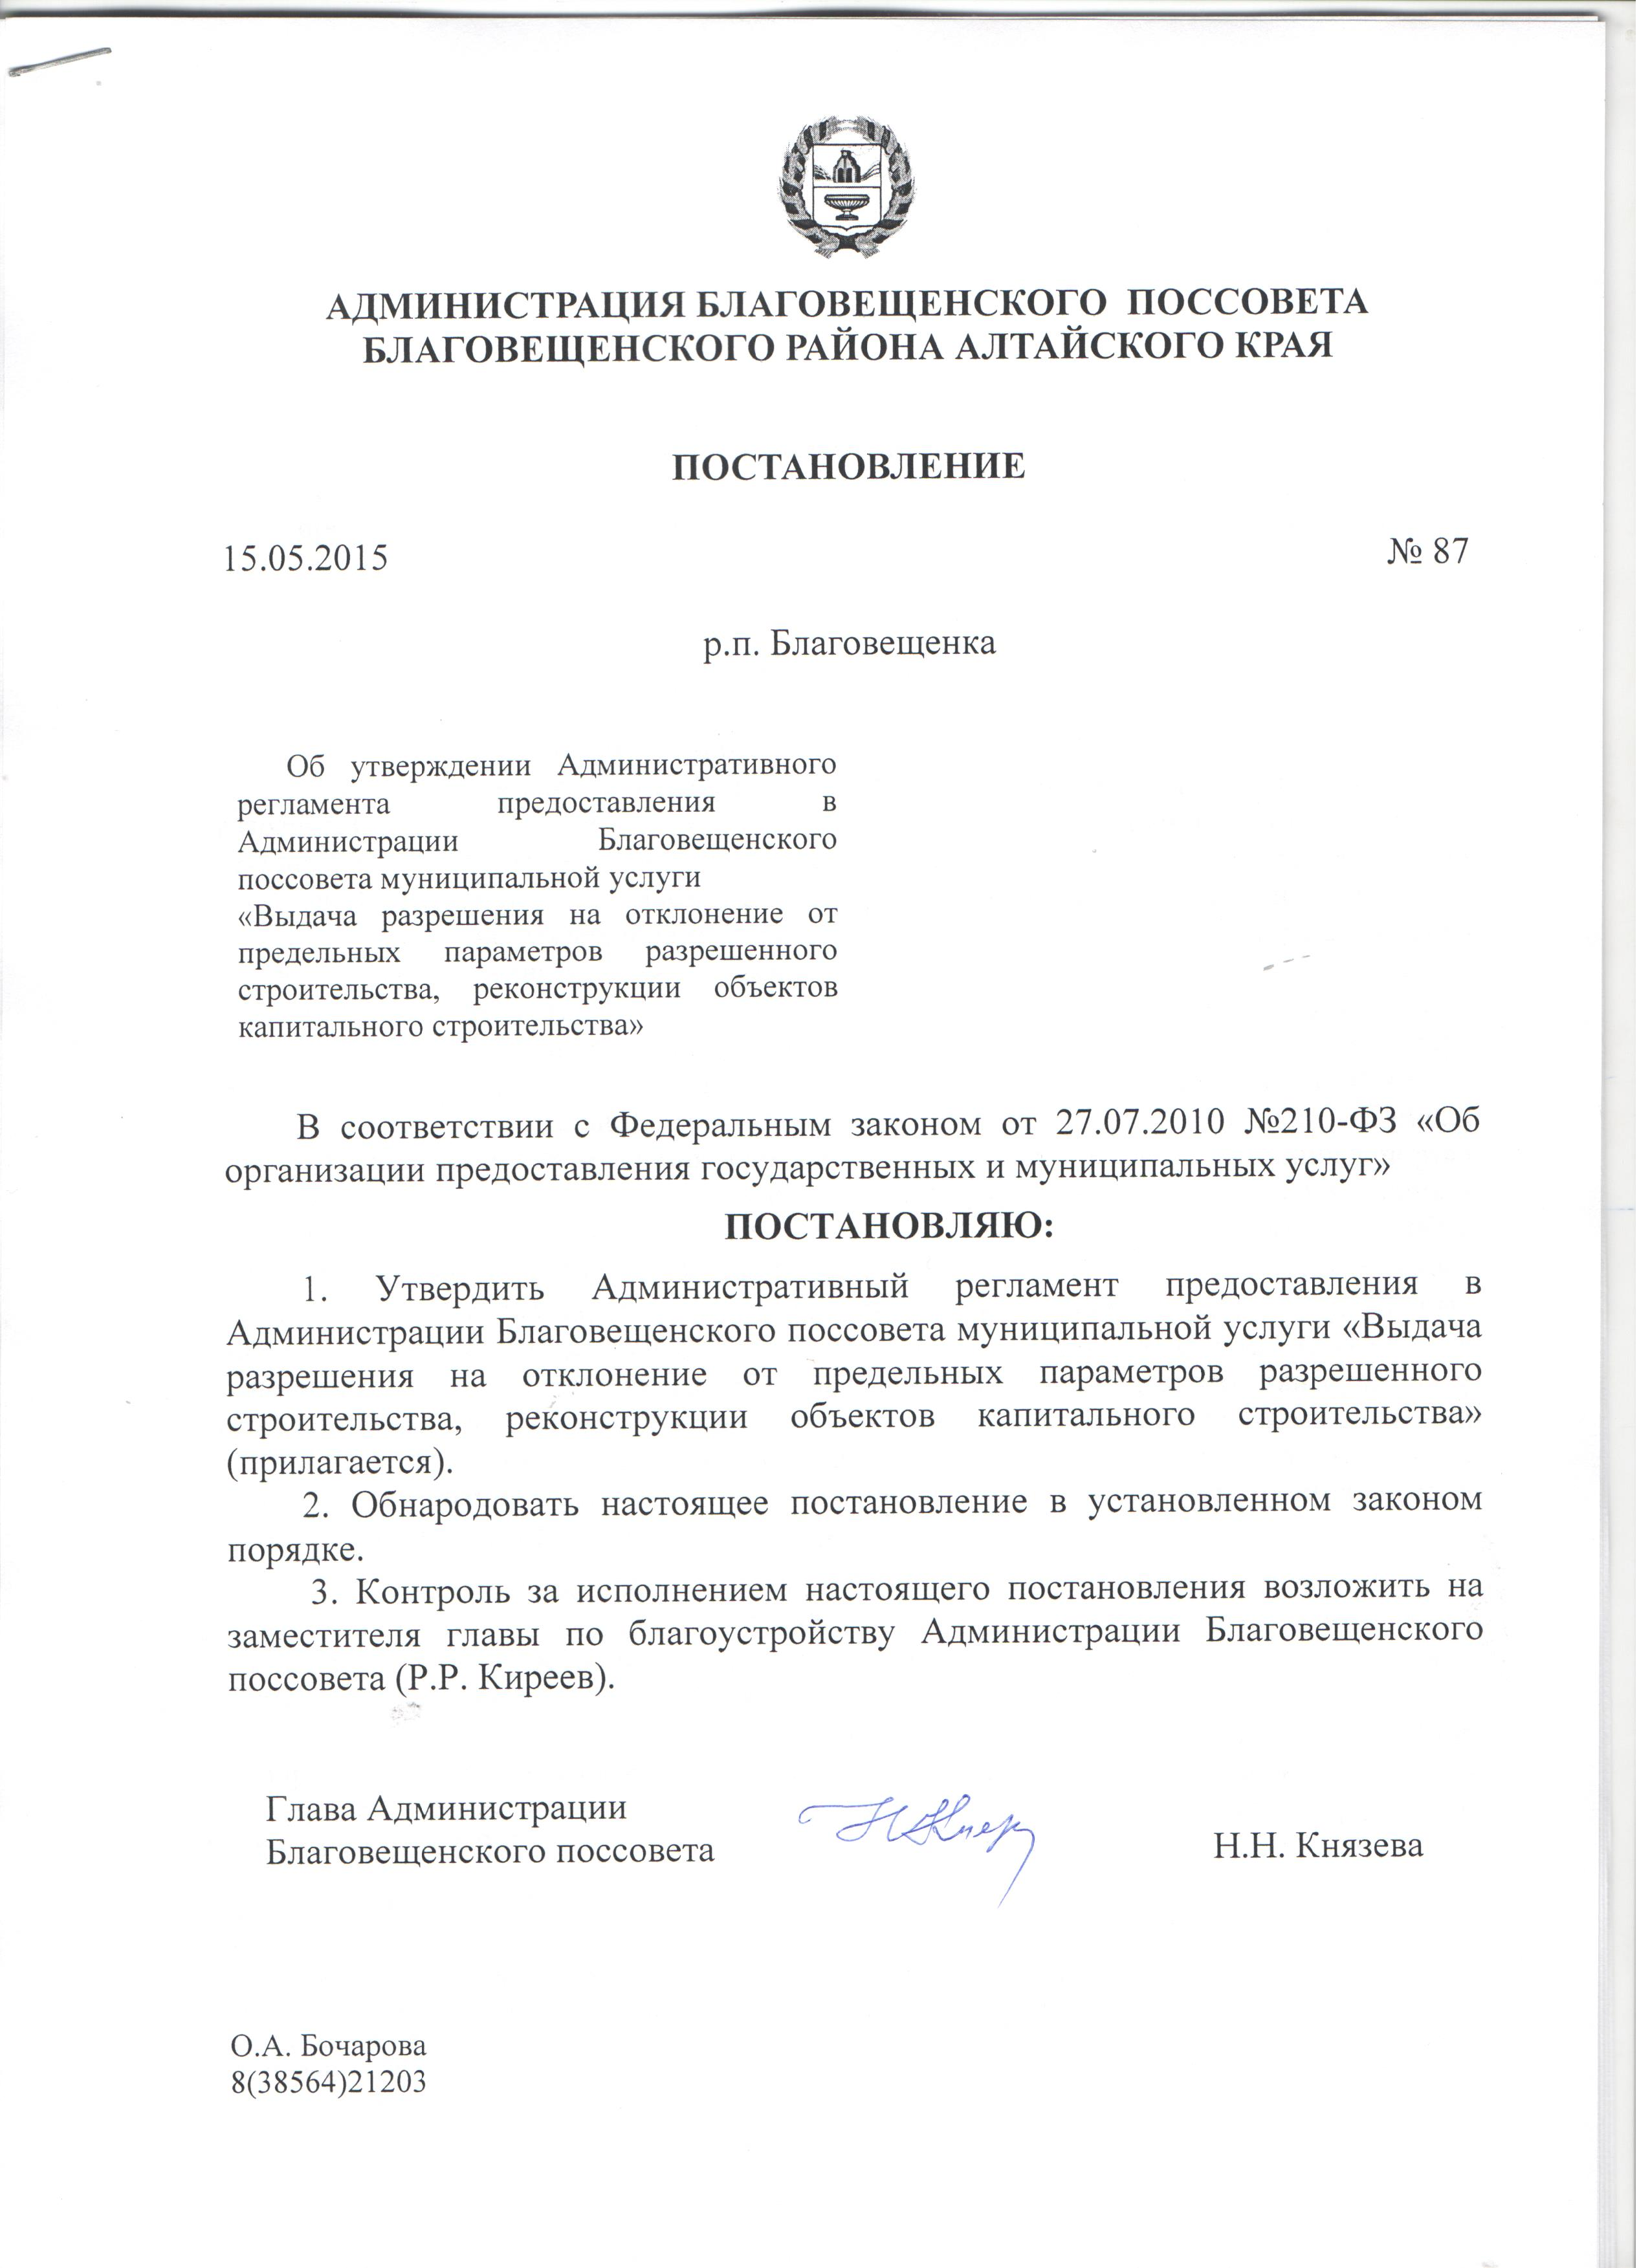 АДМИНИСТРАЦИЯ БЛАГОВЕЩЕНСКОГО ПОССОВЕТА
БЛАГОВЕЩЕНСКОГО РАЙОНА АЛТАЙСКОГО КРАЯ
ПОСТАНОВЛЕНИЕ
15.05.2015 № 87
р.п. Благовещенка
Об утверждении Административного
регламента предоставления в
Администрации Благовещенского
поссовета муниципальной услуги
«Выдача разрешения на отклонение от
предельных параметров разрешенного
строительства, реконструкции объектов
капитального строительства»
В соответствии с Федеральным законом от 27.07.2010 №210-ФЗ «Об
организации предоставления государственных и муниципальных услуг»
ПОСТАНОВЛЯЮ:
1. Утвердить Административный регламент предоставления в
Администрации Благовещенского поссовета муниципальной услуги «Выдача
разрешения на отклонение от предельных параметров разрешенного
строительства, реконструкции объектов капитального строительства»
(прилагается).
2. Обнародовать настоящее постановление в установленном законом
порядке.
3. Контроль за исполнением настоящего постановления возложить на
заместителя главы по благоустройству Администрации Благовещенского
поссовета (Р.Р. Киреев).
Глава Администрации
Благовещенского поссовета Н.Н. Князева
О.А. Бочарова
8(38564)21203